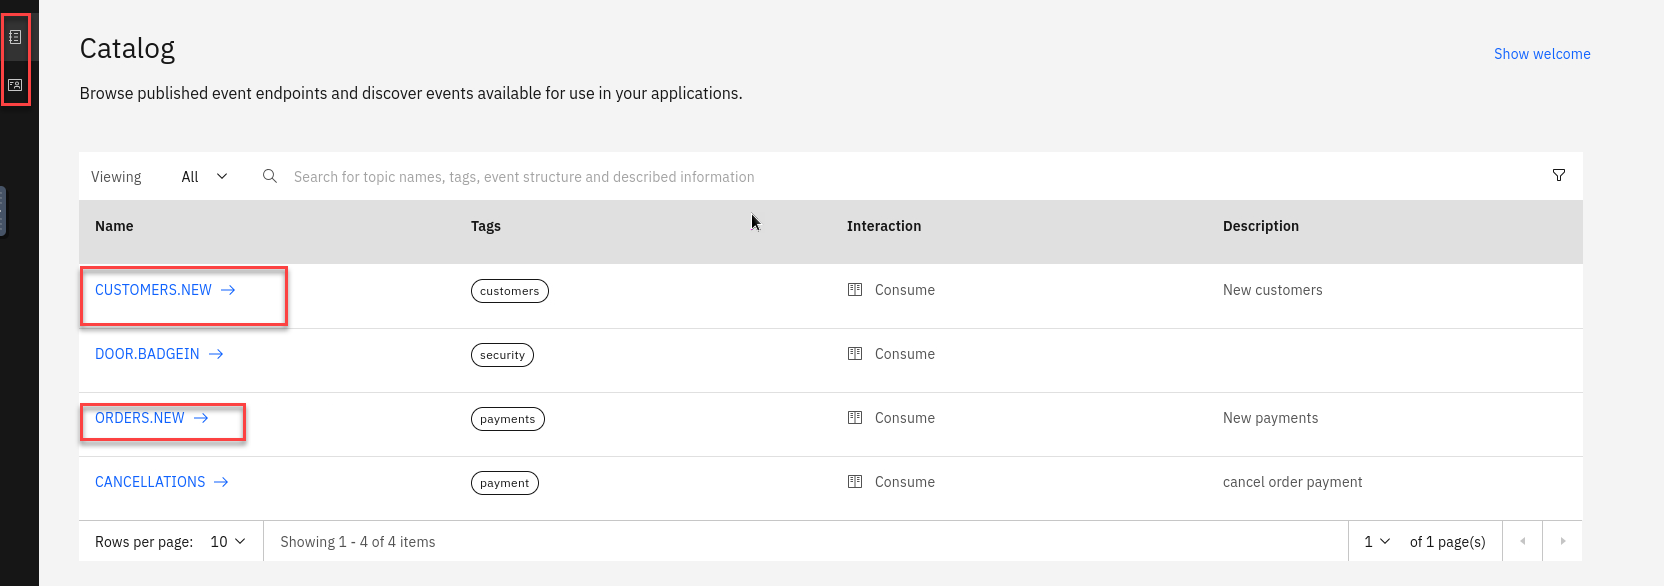 Catalog
Show welcome
Browse published event endpoints and discover events available for use in your applications.
Viewing All Search for topic names, tags, event structure and described information
Name Tags Interaction Description
CUSTOMERS.NEW customers Consume New customers
DOOR.BADGEIN security Consume
ORDERS.NEW payments Consume New payments
CANCELLATIONS payment Consume cancel order payment
Rows per page: 10 Showing 1 - 4 of 4 items 1 of 1 page(s)